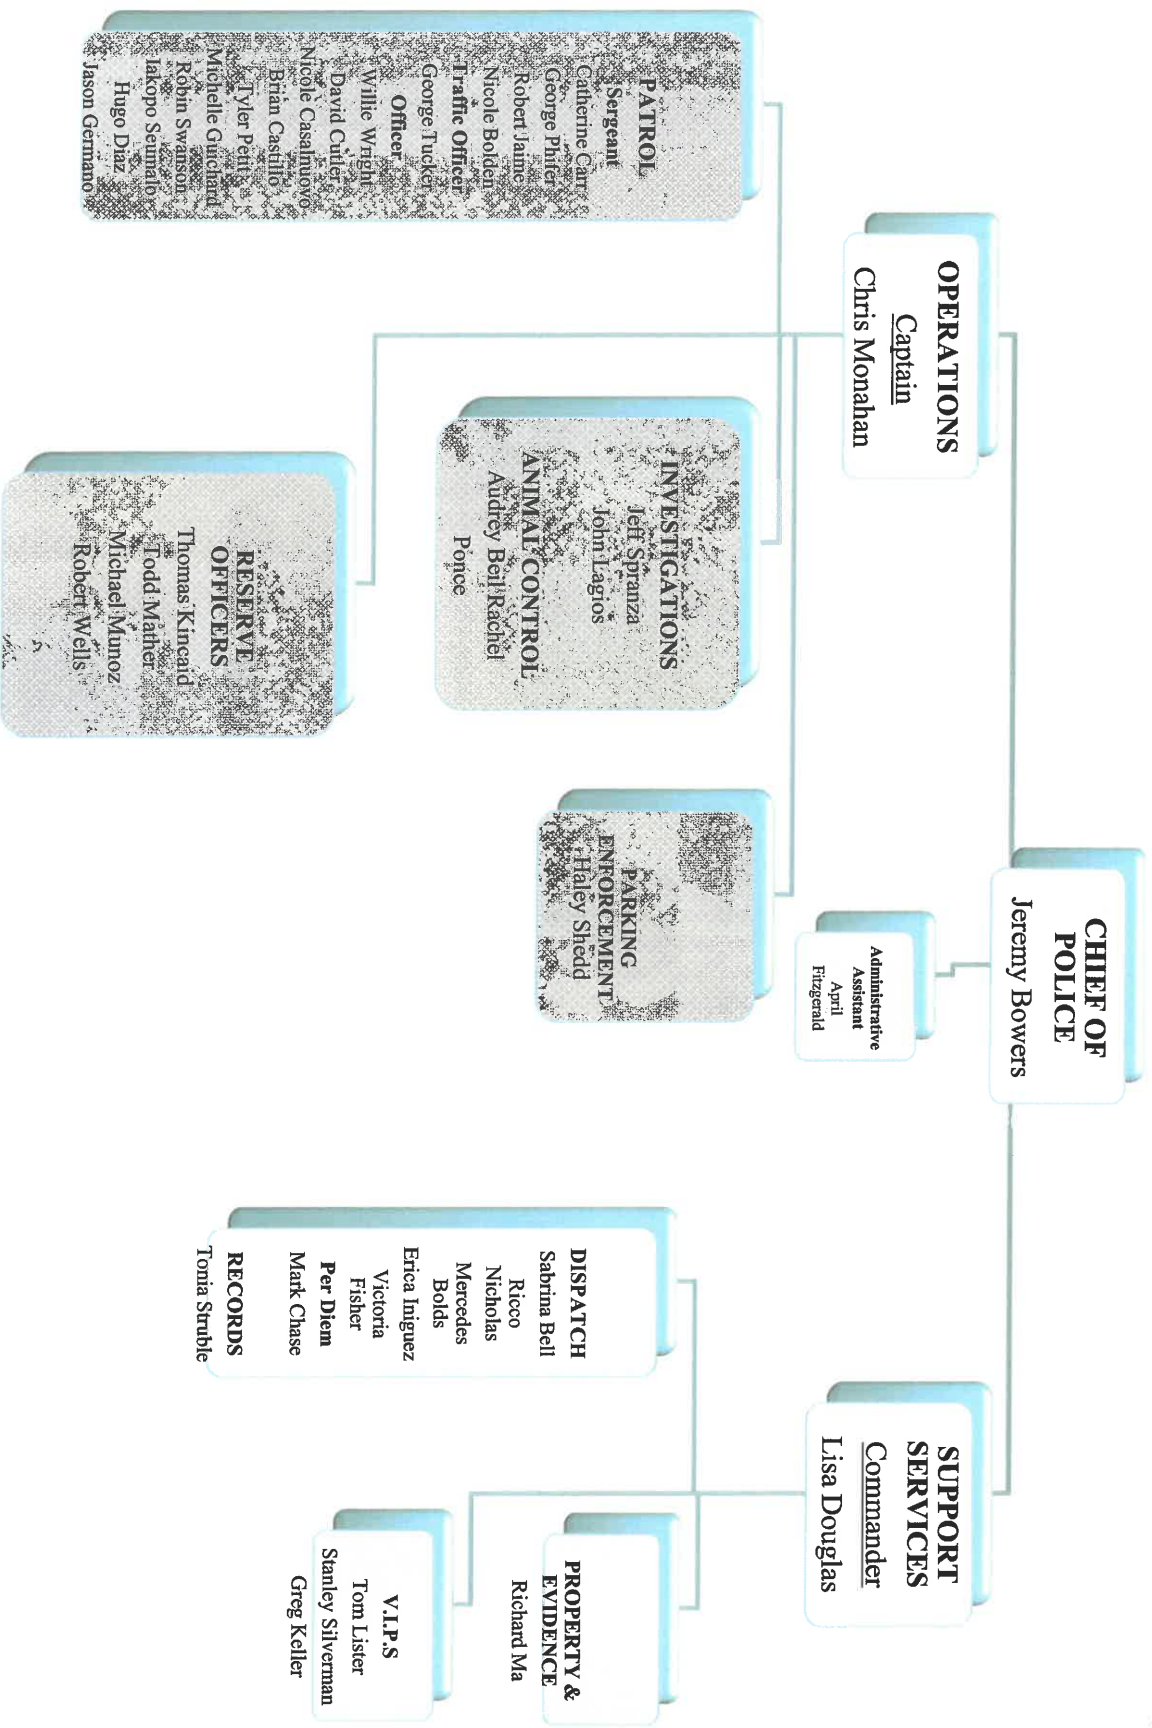 CHIEF OF
POLICE
Jeremy Bowers
Administrative
Assistant
April
Fitzgerald
OPERATIONS
Captain
Chris Monahan
PATROL
Sergeant
Catherine Carr
George Phifer
Robert Jaime
Nicole Bolden
Traffic Officer
George Tucker
Officer
Willie Wright
David Cutler
Nicole Casalnuovo
Brian Castillo
Tyler Petit
Michelle Guichard
Robin Swanson
Iakopo Seumalo
Hugo Diaz
Jason Germano
INVESTIGATIONS
Jeff Spranza
John Lagios
ANIMAL CONTROL
Audrey Beil Rachel
Ponce
RESERVE
OFFICERS
Thomas Kincaid
Todd Mather
Michael Munoz
Robert Wells
PARKING
ENFORCEMENT
Haley Shedd
SUPPORT
SERVICES
Commander
Lisa Douglas
DISPATCH
Sabrina Bell
Ricco
Nicholas
Mercedes
Bolds
Erica Iniguez
Victoria
Fisher
Per Diem
Mark Chase
RECORDS
Tonia Struble
PROPERTY &
EVIDENCE
Richard Ma
V.I.P.S
Tom Lister
Stanley Silverman
Greg Keller